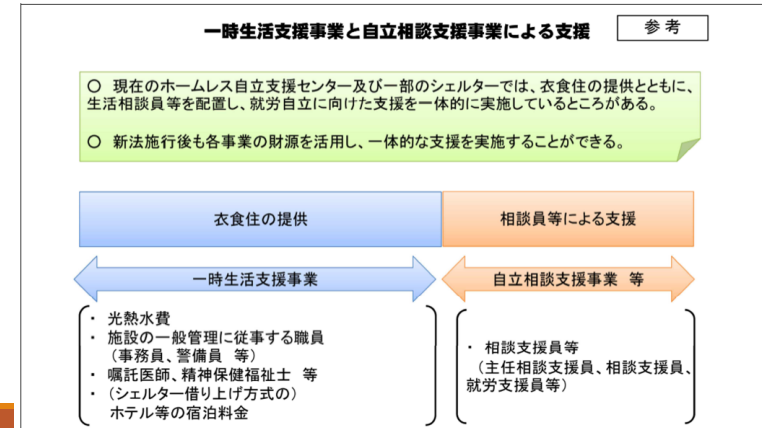 一時生活支援事業と自立相談支援事業による支援
参考
○ 現在のホームレス自立支援センター及び一部のシェルターでは、衣食住の提供とともに、
生活相談員等を配置し、就労自立に向けた支援を一体的に実施しているところがある。
○ 新法施行後も各事業の財源を活用し、一体的な支援を実施することができる。
衣食住の提供
相談員等による支援
一時生活支援事業
自立相談支援事業 等
・ 光熱水費
・ 施設の一般管理に従事する職員
（事務員、警備員 等）
・ 嘱託医師、精神保健福祉士 等
・ (シェルター借り上げ方式の)
ホテル等の宿泊料金
・ 相談支援員等
（主任相談支援員、相談支援員、
就労支援員等）